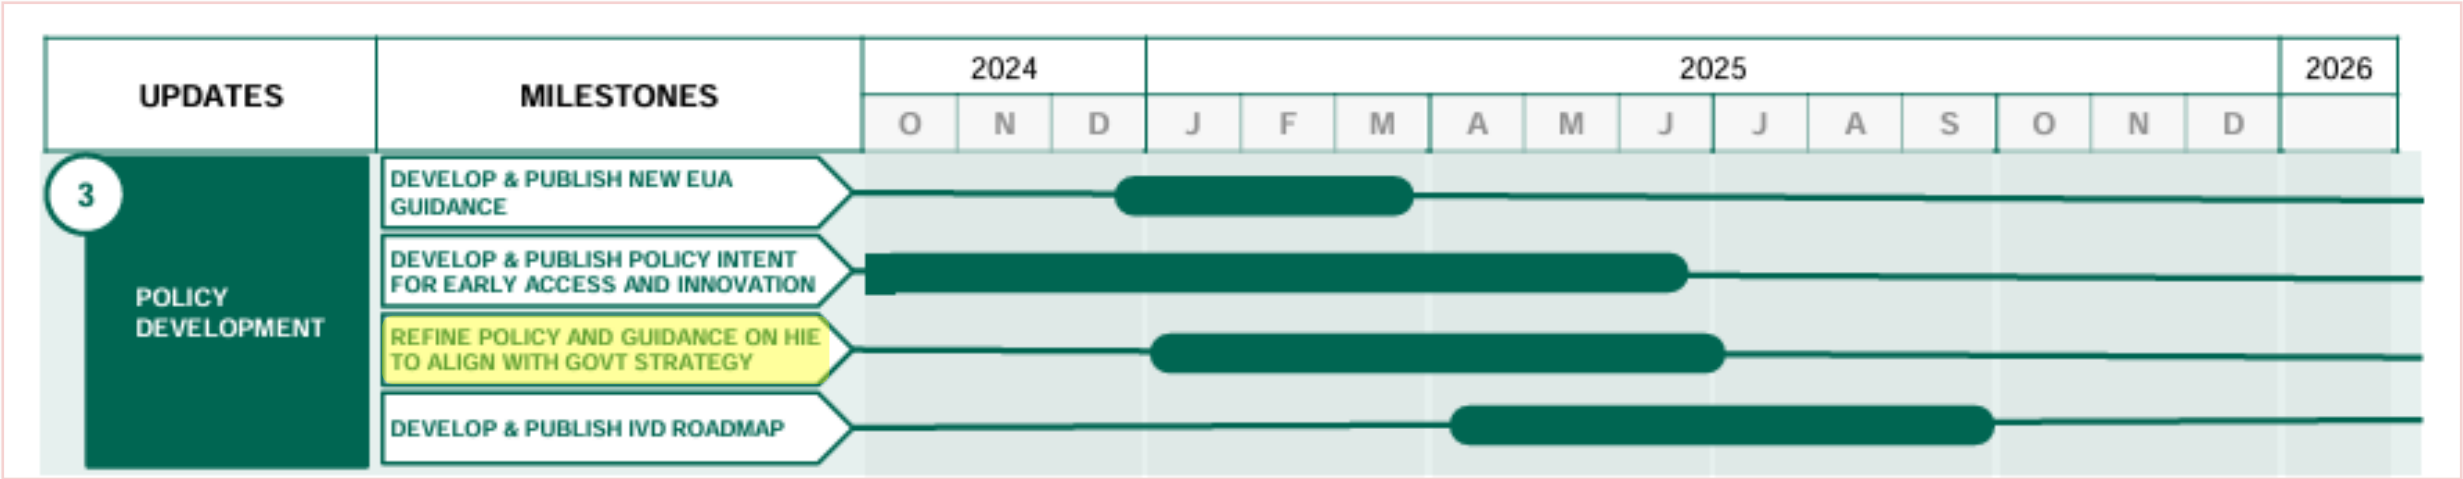 UPDATES
MILESTONES
2024
2025
2026
O N D J F M A M J J A S O N D
3
POLICY
DEVELOPMENT
DEVELOP & PUBLISH NEW EUA
GUIDANCE
DEVELOP & PUBLISH POLICY INTENT
FOR EARLY ACCESS AND INNOVATION
REFINE POLICY AND GUIDANCE ON HIE
TO ALIGN WITH GOVT STRATEGY
DEVELOP & PUBLISH IVD ROADMAP